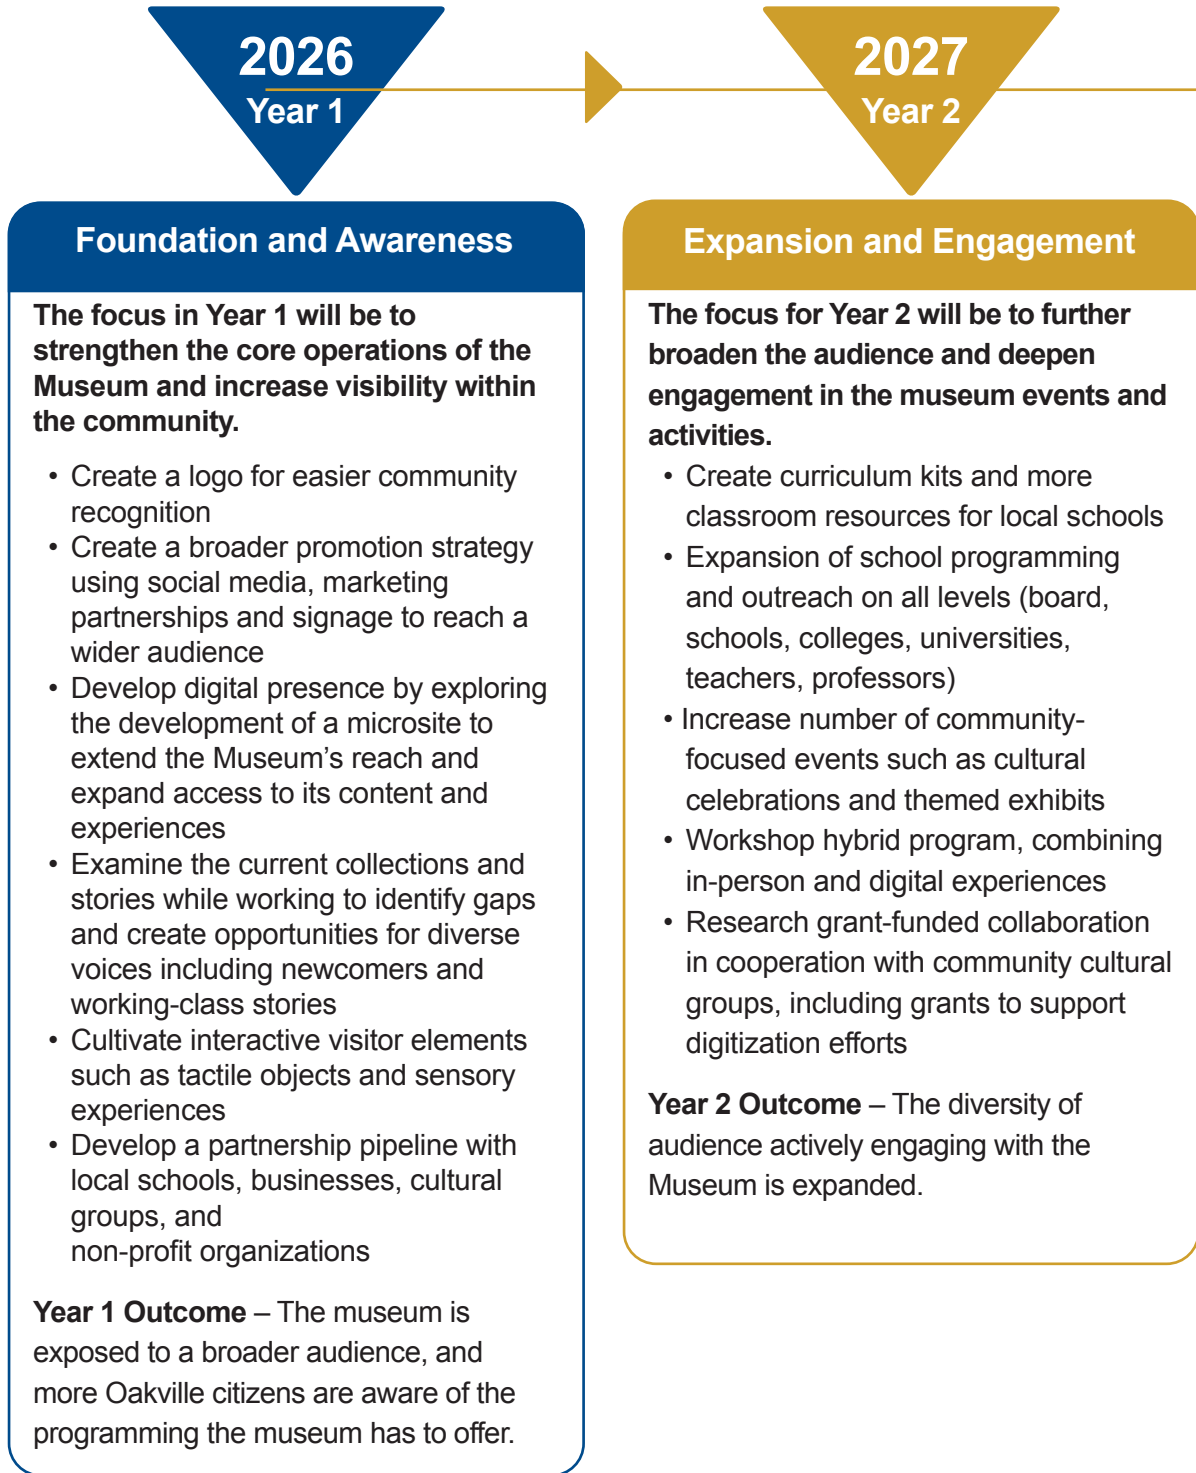 2026
Year 1
Foundation and Awareness
The focus in Year 1 will be to
strengthen the core operations of the
Museum and increase visibility within
the community.
• Create a logo for easier community
recognition
• Create a broader promotion strategy
using social media, marketing
partnerships and signage to reach a
wider audience
• Develop digital presence by exploring
the development of a microsite to
extend the Museum’s reach and
expand access to its content and
experiences
• Examine the current collections and
stories while working to identify gaps
and create opportunities for diverse
voices including newcomers and
working-class stories
• Cultivate interactive visitor elements
such as tactile objects and sensory
experiences
• Develop a partnership pipeline with
local schools, businesses, cultural
groups, and
non-profit organizations
Year 1 Outcome – The museum is
exposed to a broader audience, and
more Oakville citizens are aware of the
programming the museum has to offer.
2027
Year 2
Expansion and Engagement
The focus for Year 2 will be to further
broaden the audience and deepen
engagement in the museum events and
activities.
• Create curriculum kits and more
classroom resources for local schools
• Expansion of school programming
and outreach on all levels (board,
schools, colleges, universities,
teachers, professors)
• Increase number of community-
focused events such as cultural
celebrations and themed exhibits
• Workshop hybrid program, combining
in-person and digital experiences
• Research grant-funded collaboration
in cooperation with community cultural
groups, including grants to support
digitization efforts
Year 2 Outcome – The diversity of
audience actively engaging with the
Museum is expanded.